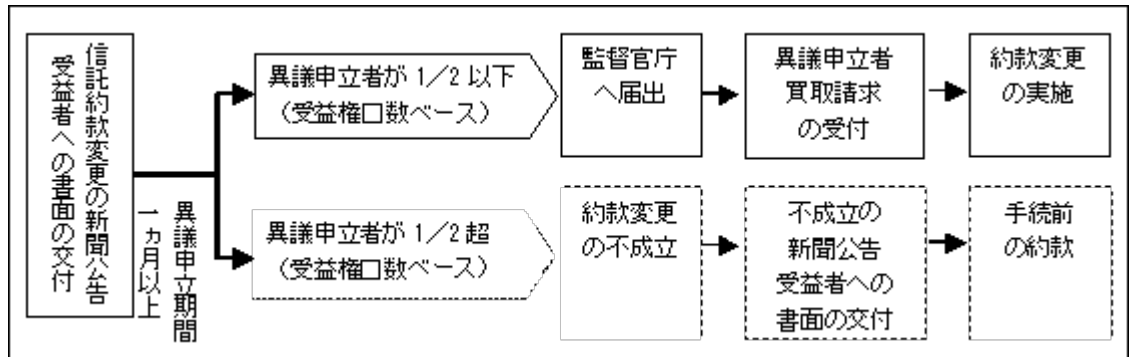 信託約款変更の新聞公告
受益者への書面の交付
異議申立期間
一ヵ月以上
異議申立者が 1/2 以下
（受益権口数ベース）
監督官庁
へ届出
異議申立者
買取請求
の受付
約款変更
の実施
異議申立者が 1/2 超
（受益権口数ベース）
約款変更
の不成立
不成立の
新聞公告
受益者への
書面の交付
手続前
の約款